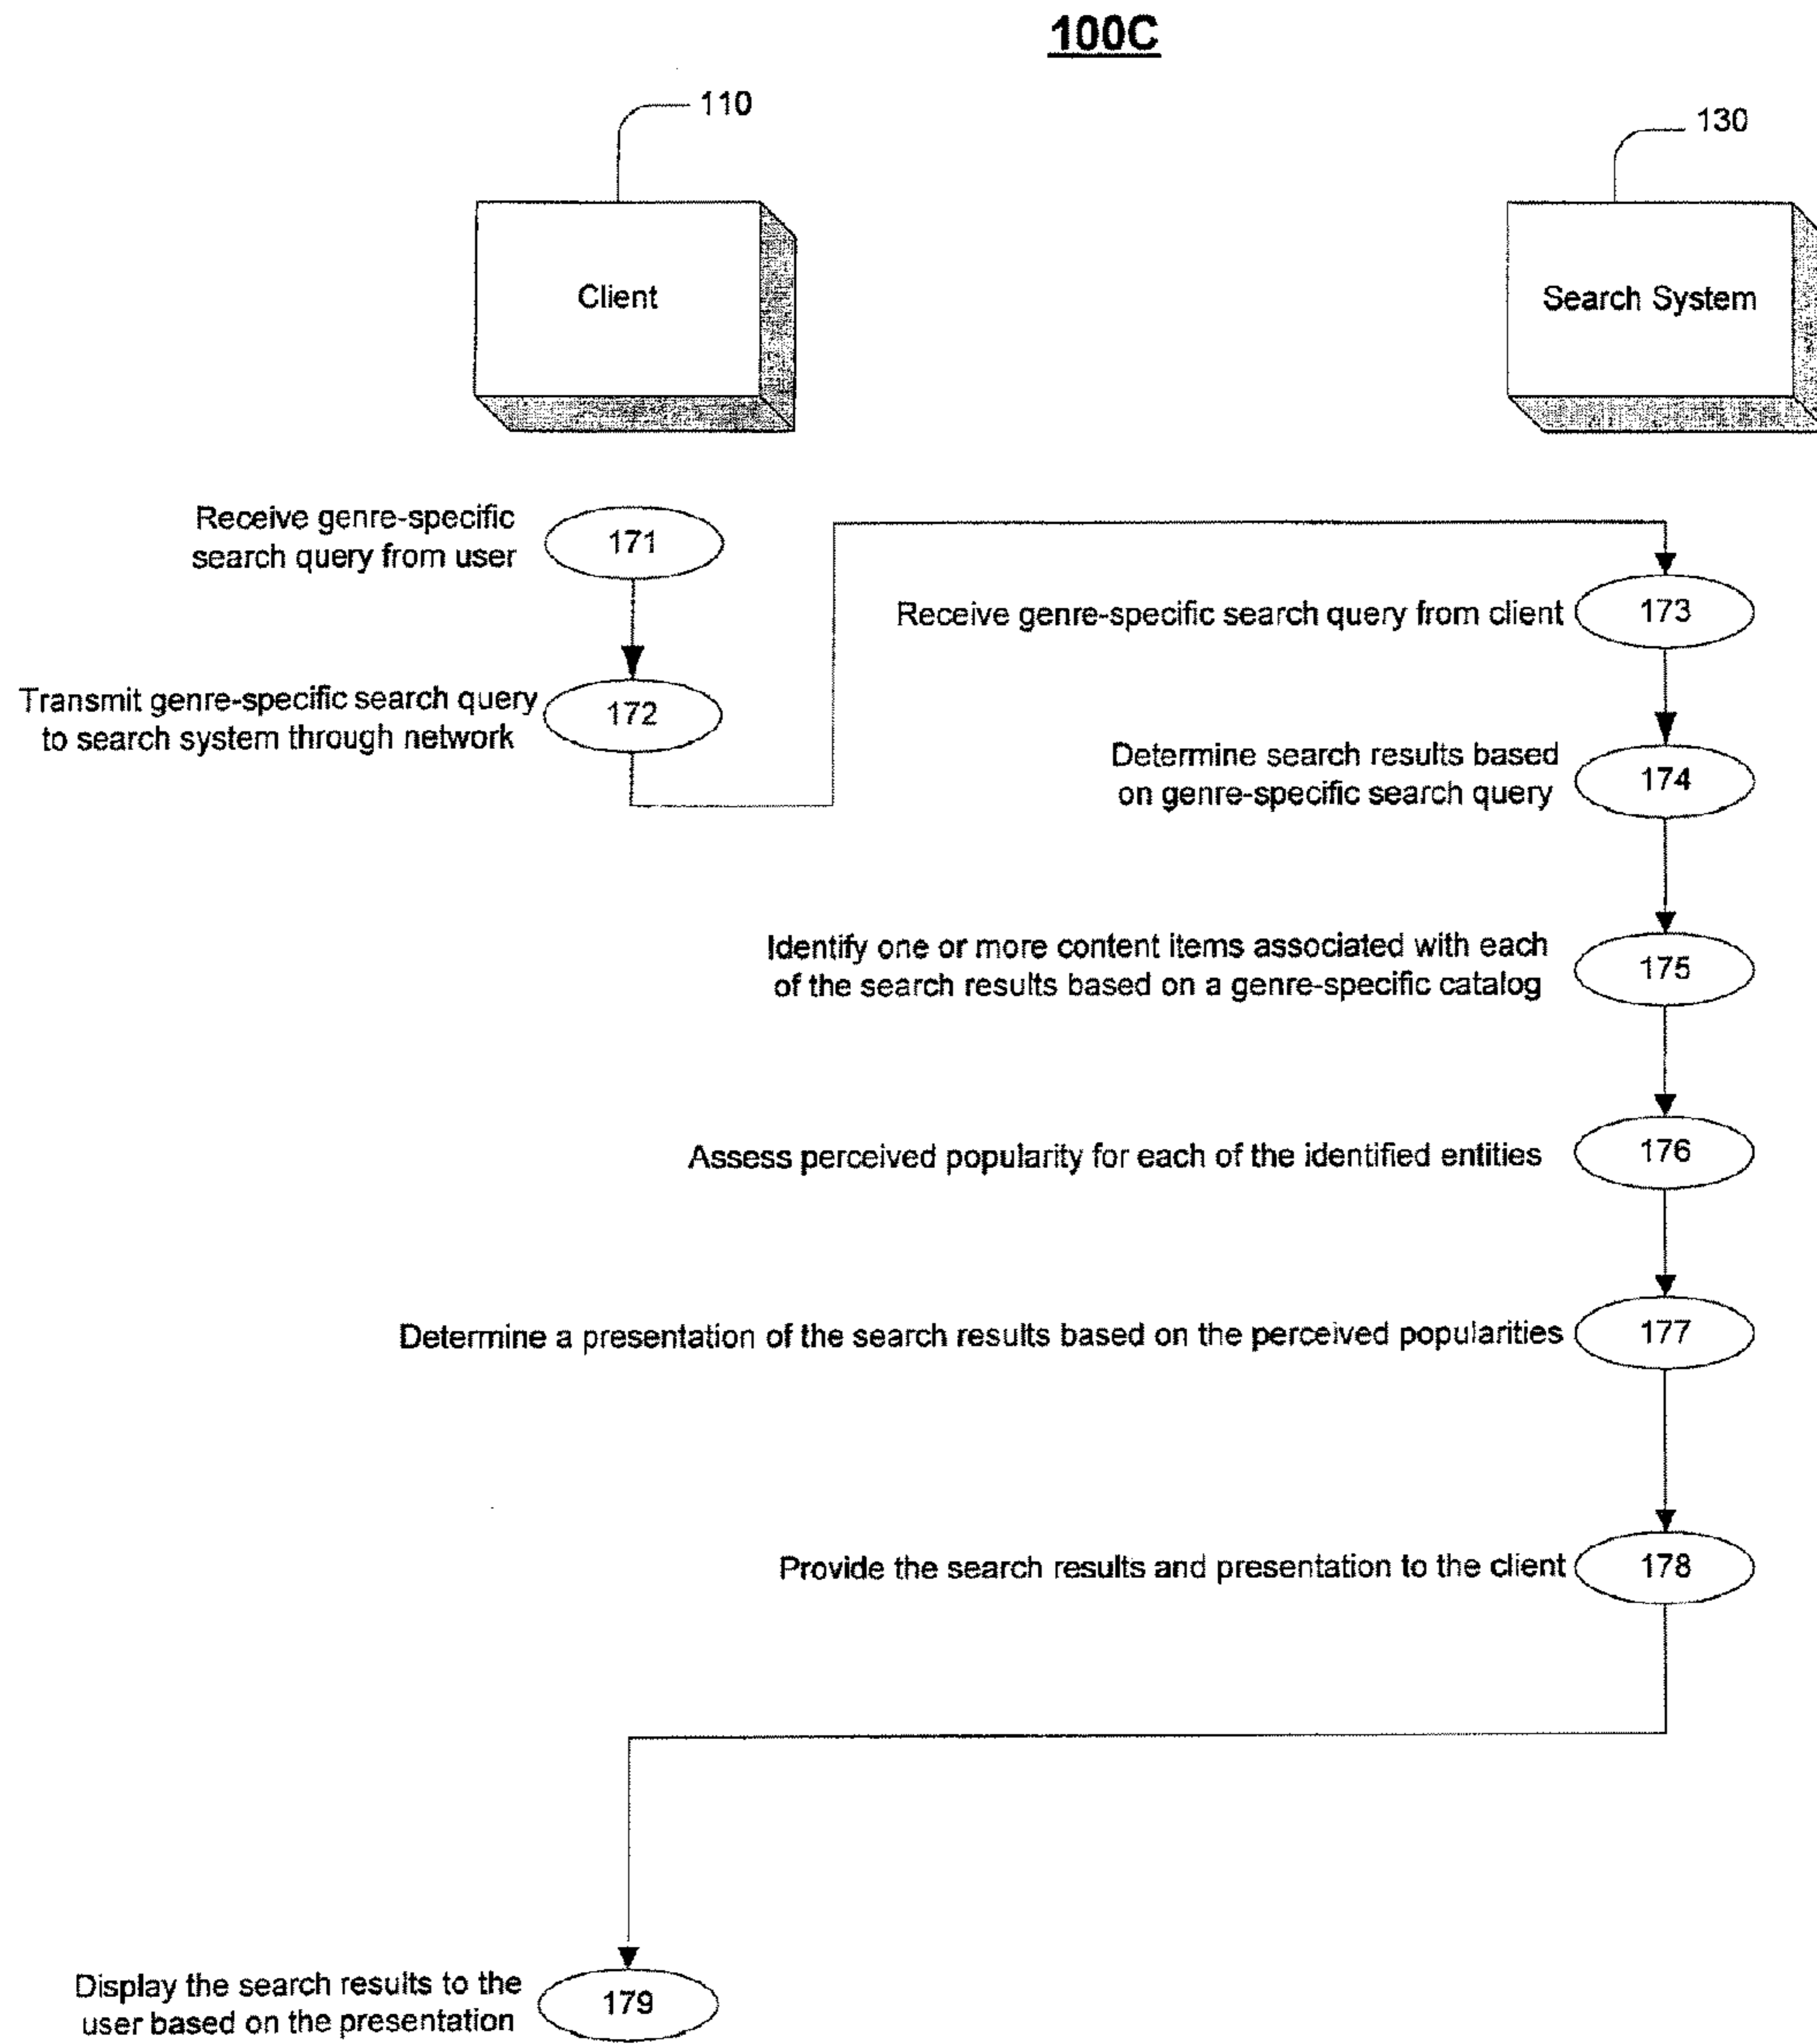 100C
110
130
Client
Search System
Receive genre-specific
search query from user
171
Receive genre-specific search query from client
173
Transmit genre-specific search query
to search system through network
172
Determine search results based
on genre-specific search query
174
Identify one or more content items associated with each
of the search results based on a genre-specific catalog
175
Assess perceived popularity for each of the identified entities
176
Determine a presentation of the search results based on the perceived popularities
177
Provide the search results and presentation to the client
178
Display the search results to the
user based on the presentation
179